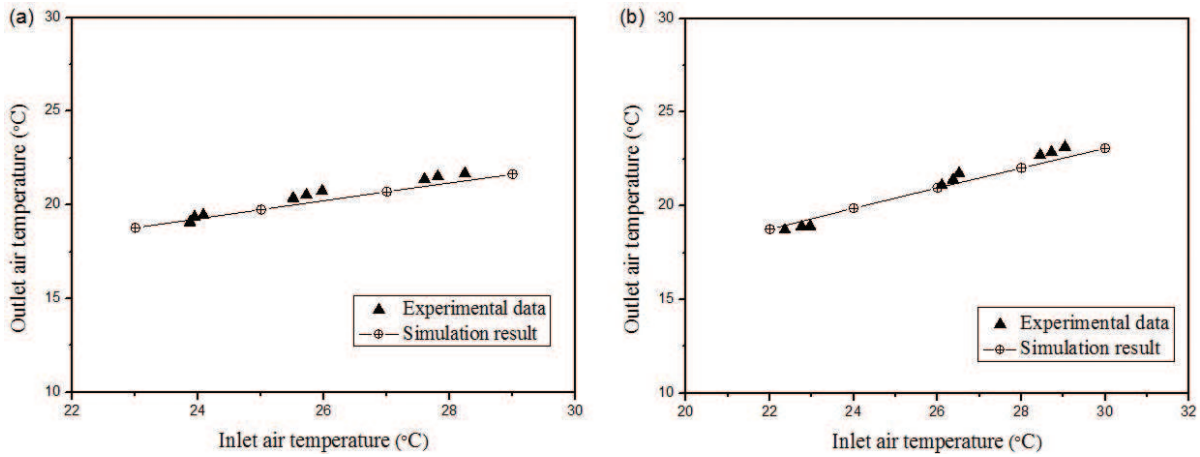 (a)
30
25
20
15
10
Outlet air temperature (°C)
Experimental data
Simulation result
22 24 26 28 30
Inlet air temperature (°C)
(b)
30
25
20
15
10
Outlet air temperature (°C)
Experimental data
Simulation result
20 22 24 26 28 30 32
Inlet air temperature (°C)